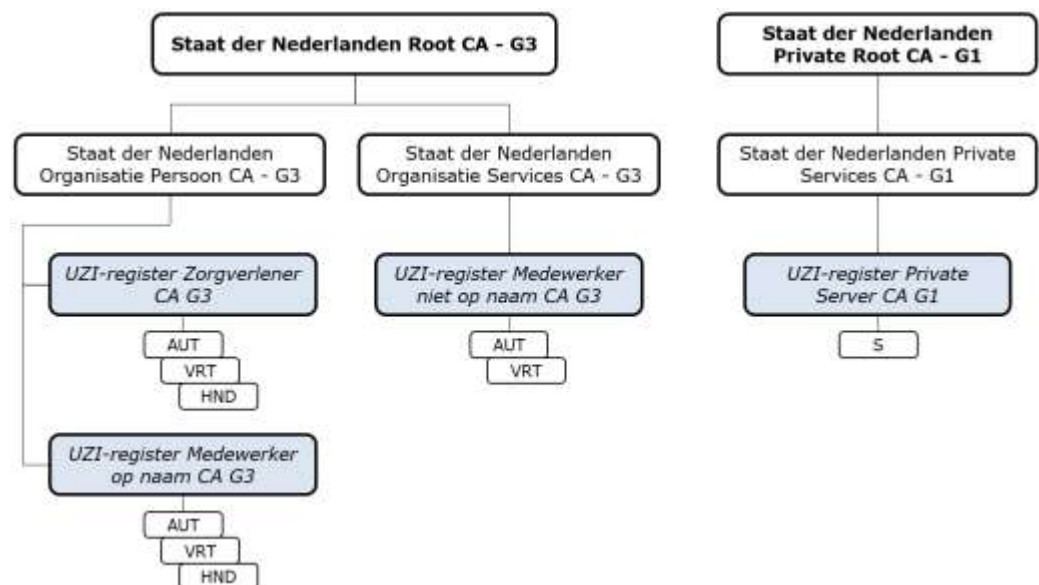 Staat der Nederlanden Root CA - G3
Staat der Nederlanden
Private Root CA - G1
Staat der Nederlanden
Organisatie Persoon CA - G3
Staat der Nederlanden
Organisatie Services CA - G3
Staat der Nederlanden Private
Services CA - G1
UZI-register Zorgverlener
CA G3
UZI-register Medewerker
niet op naam CA G3
UZI-register Private
Server CA G1
AUT
VRT
HND
AUT
VRT
S
UZI-register Medewerker
op naam CA G3
AUT
VRT
HND